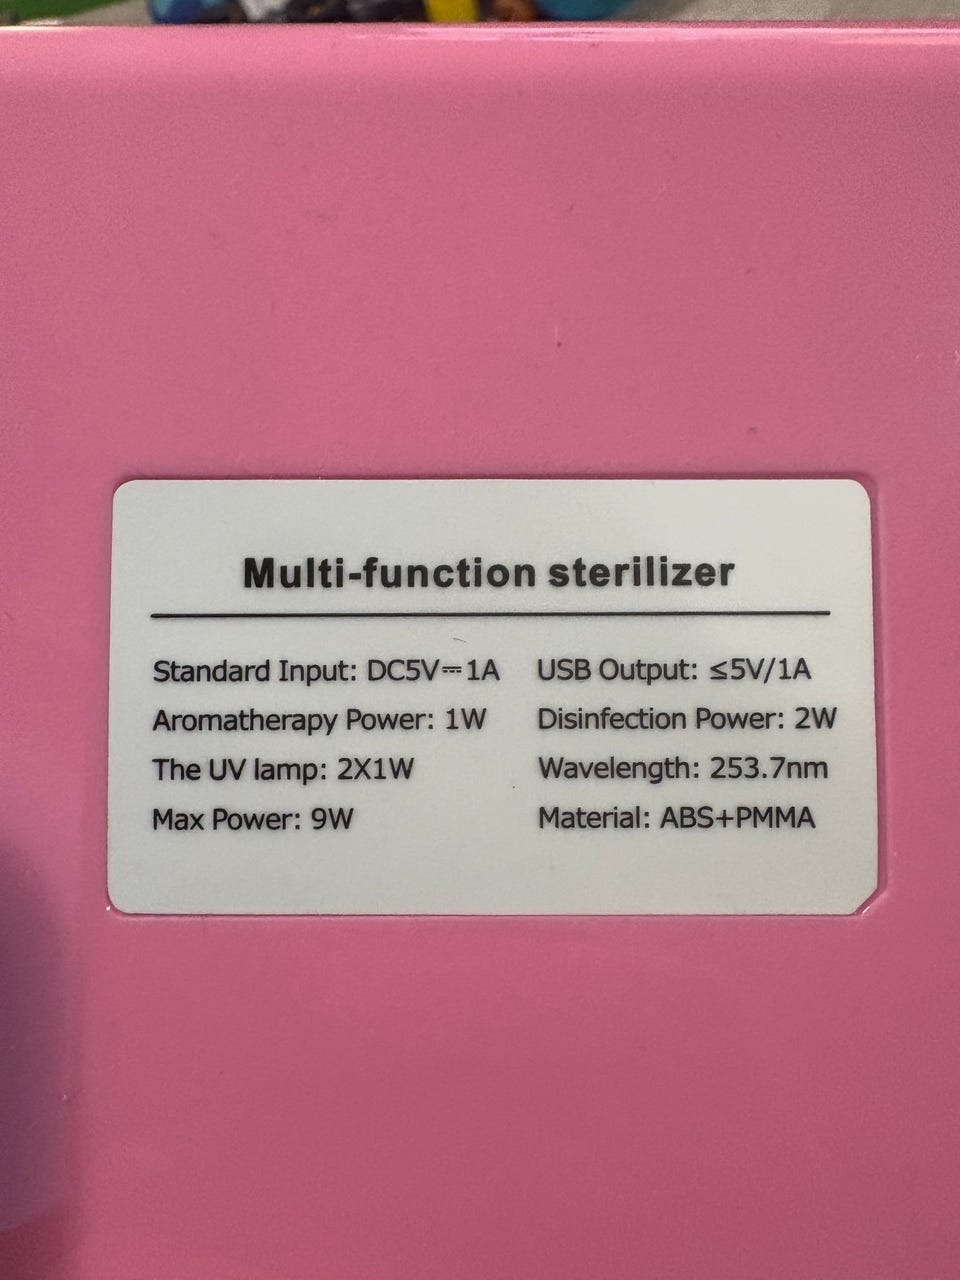 Multi-function sterilizer
Standard Input: DC5V⎓1A USB Output: ≤5V/1A
Aromatherapy Power: 1W Disinfection Power: 2W
The UV lamp: 2X1W Wavelength: 253.7nm
Max Power: 9W Material: ABS+PMMA